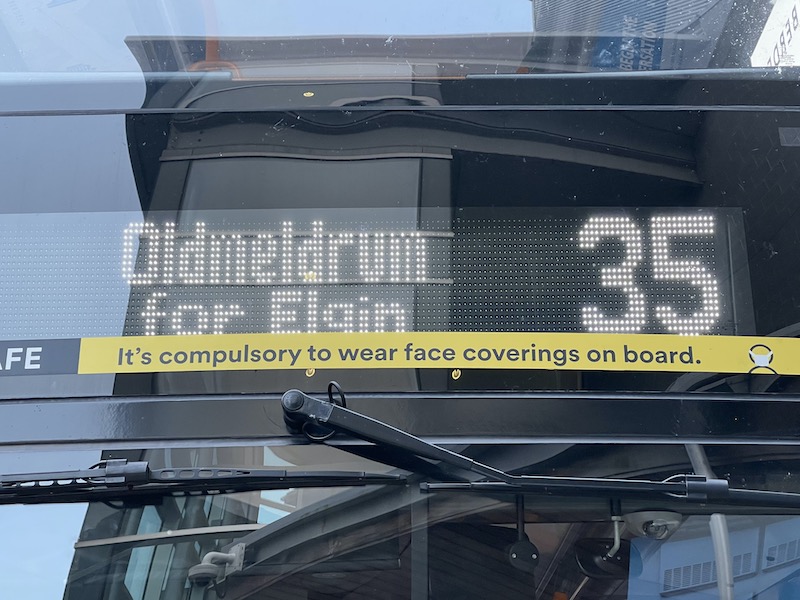 Oldmeldrum
for Elgin
35
AFE
It's compulsory to wear face coverings on board.